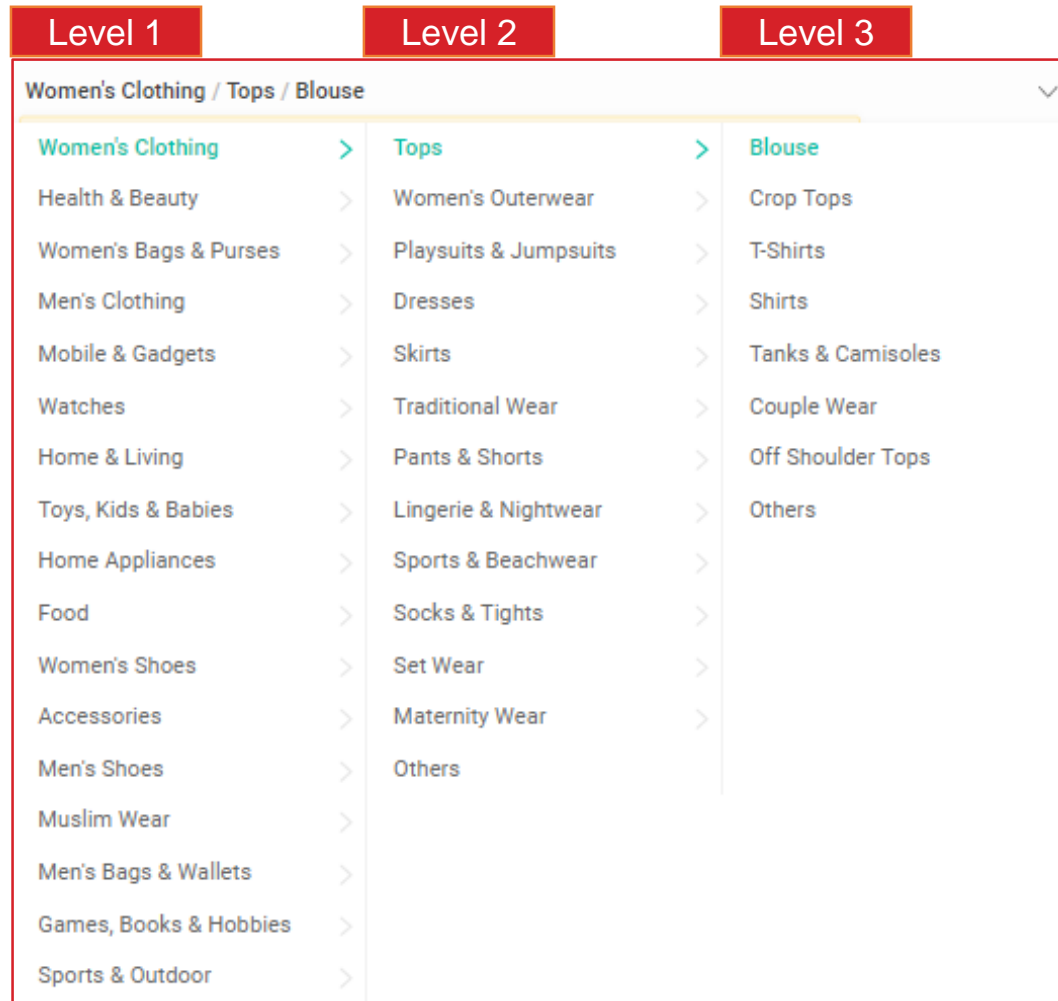 Level 1
Level 2
Level 3
Women's Clothing / Tops / Blouse
Women's Clothing
Health & Beauty
Women's Bags & Purses
Men's Clothing
Mobile & Gadgets
Watches
Home & Living
Toys, Kids & Babies
Home Appliances
Food
Women's Shoes
Accessories
Men's Shoes
Muslim Wear
Men's Bags & Wallets
Games, Books & Hobbies
Sports & Outdoor
Tops
Women's Outerwear
Playsuits & Jumpsuits
Dresses
Skirts
Traditional Wear
Pants & Shorts
Lingerie & Nightwear
Sports & Beachwear
Socks & Tights
Set Wear
Maternity Wear
Others
Blouse
Crop Tops
T-Shirts
Shirts
Tanks & Camisoles
Couple Wear
Off Shoulder Tops
Others